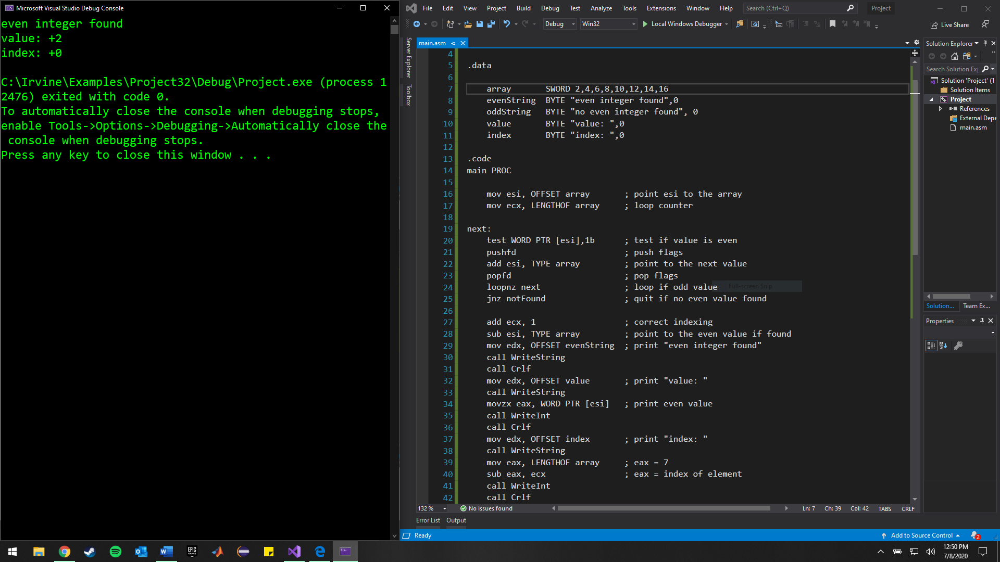 Microsoft Visual Studio Debug Console
even integer found
value: +2
index: +0
C:\Irvine\Examples\Project32\Debug\Project.exe (process 1
2476) exited with code 0.
To automatically close the console when debugging stops,
enable Tools->Options->Debugging->Automatically close the
 console when debugging stops.
Press any key to close this window . . .
File Edit View Project Build Debug Test Analyze Tools Extensions Window Help Search (Ctrl+Q) Project
Debug Win32 Local Windows Debugger Live Share
Server Explorer
Toolbox
main.asm
4
5 .data
6
7 array SWORD 2,4,6,8,10,12,14,16
8 evenString BYTE "even integer found",0
9 oddString BYTE "no even integer found", 0
10 value BYTE "value: ",0
11 index BYTE "index: ",0
12
13 .code
14 main PROC
15
16 mov esi, OFFSET array ; point esi to the array
17 mov ecx, LENGTHOF array ; loop counter
18
19 next:
20 test WORD PTR [esi],1b ; test if value is even
21 pushfd ; push flags
22 add esi, TYPE array ; point to the next value
23 popfd ; pop flags
24 loopnz next ; loop if odd value
Full-screen Snip
25 jnz notFound ; quit if no even value found
26
27 add ecx, 1 ; correct indexing
28 sub esi, TYPE array ; point to the even value if found
29 mov edx, OFFSET evenString ; print "even integer found"
30 call WriteString
31 call Crlf
32 mov edx, OFFSET value ; print "value: "
33 call WriteString
34 movzx eax, WORD PTR [esi] ; print even value
35 call WriteInt
36 call Crlf
37 mov edx, OFFSET index ; print "index: "
38 call WriteString
39 mov eax, LENGTHOF array ; eax = 7
40 sub eax, ecx ; eax = index of element
41 call WriteInt
42 call Crlf
132 % No issues found Ln: 7 Ch: 39 Col: 42 TABS CRLF
Error List Output
Ready Add to Source Control 2
Solution Explorer
Search Solution Exp
Solution 'Project' (1
Solution Items
Project
References
External Depe
main.asm
Solution... Team Ex...
Properties
EPIC GAMES
12:50 PM
7/8/2020